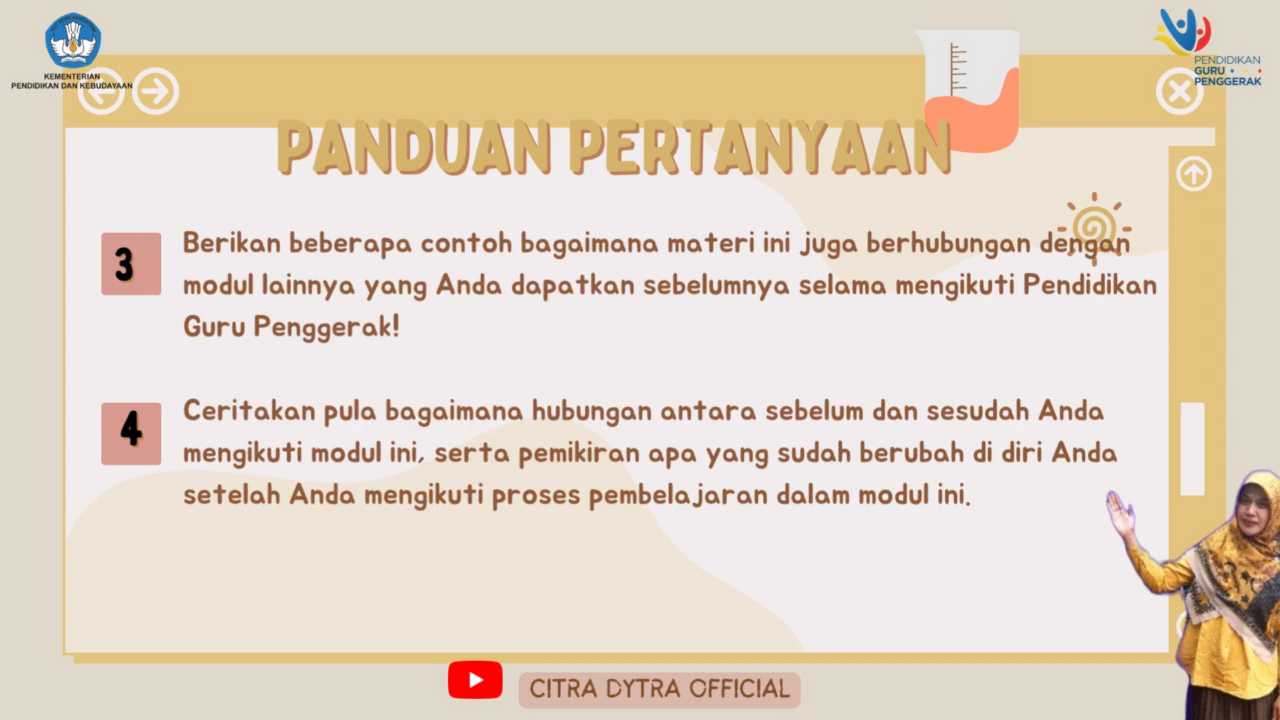 KEMENTERIAN
PENDIDIKAN DAN KEBUDAYAAN
PENDIDIKAN
GURU
PENGGERAK
PANDUAN PERTANYAAN
3
Berikan beberapa contoh bagaimana materi ini juga berhubungan dengan
modul lainnya yang Anda dapatkan sebelumnya selama mengikuti Pendidikan
Guru Penggerak!
4
Ceritakan pula bagaimana hubungan antara sebelum dan sesudah Anda
mengikuti modul ini, serta pemikiran apa yang sudah berubah di diri Anda
setelah Anda mengikuti proses pembelajaran dalam modul ini.
CITRA DYTRA OFFICIAL